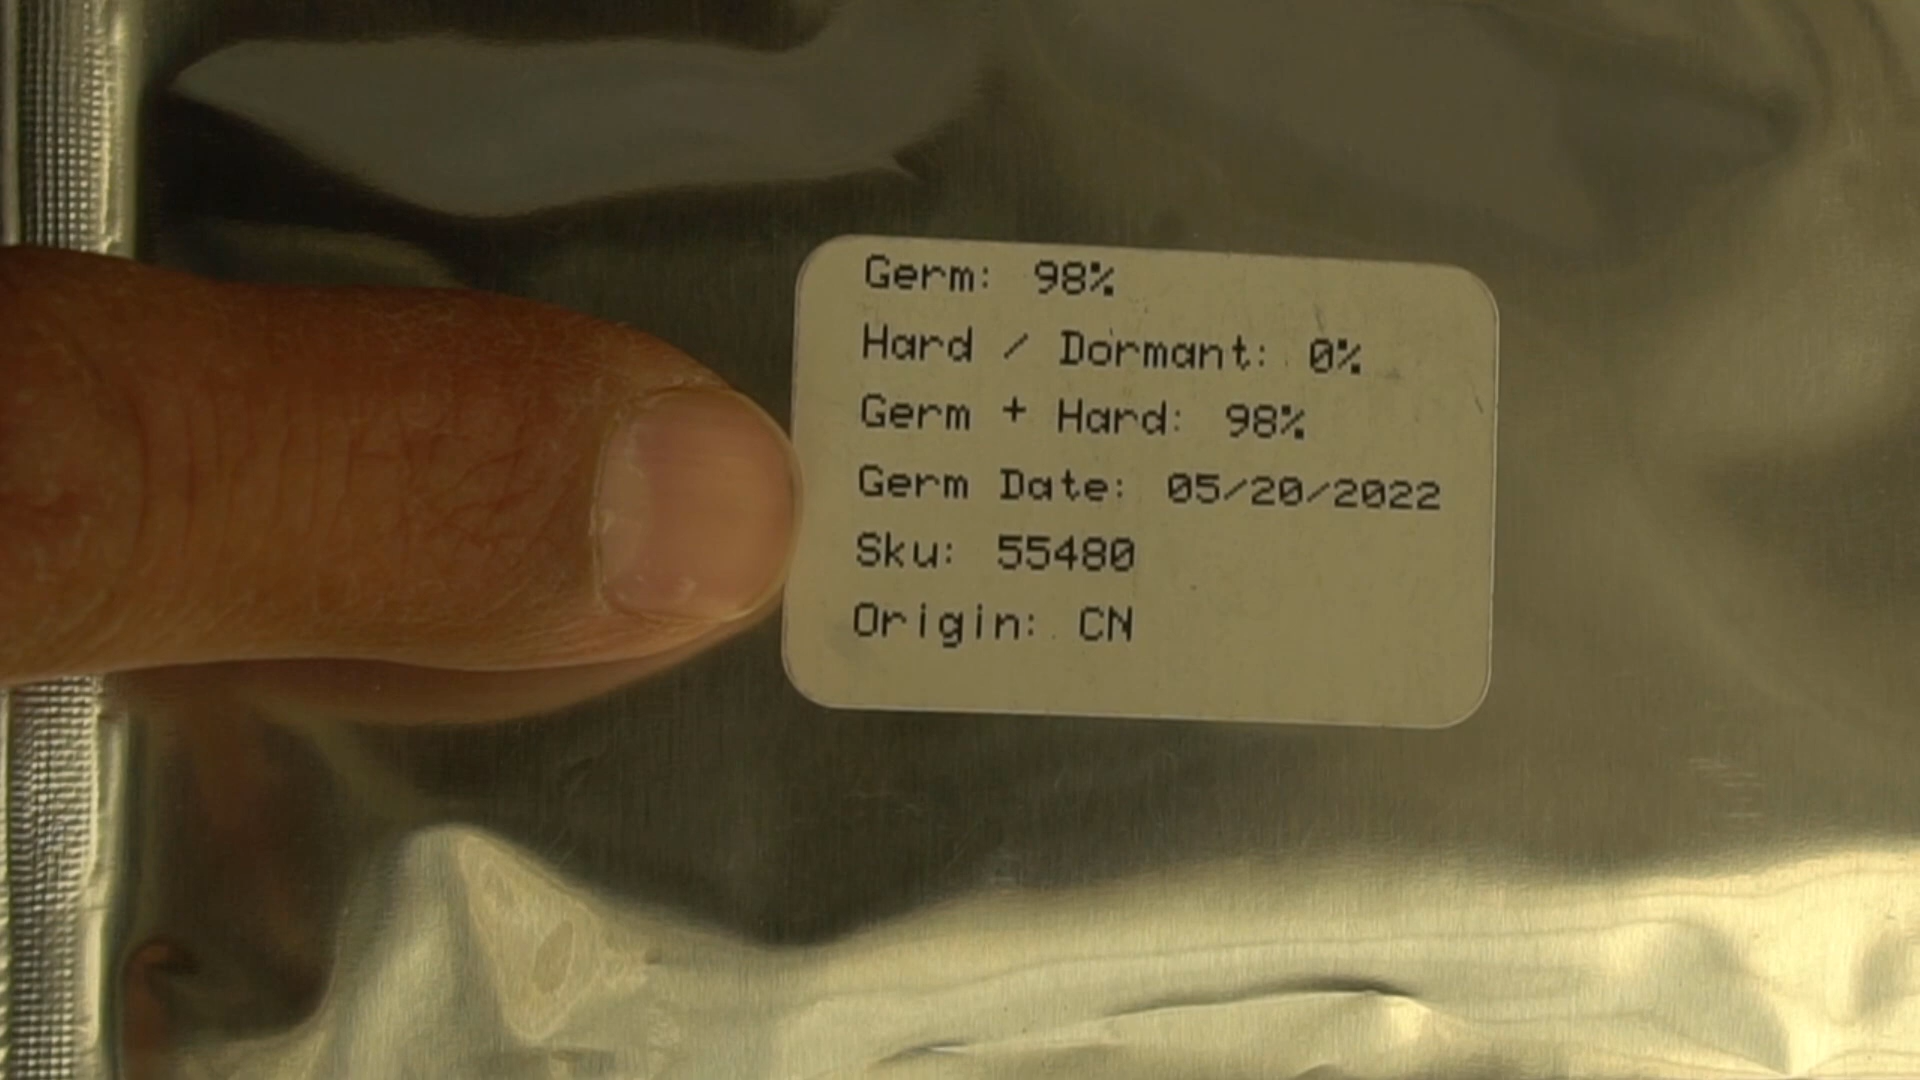 Germ: 98%
Hard / Dormant: 0%
Germ + Hard: 98%
Germ Date: 05/20/2022
Sku: 55480
Origin: CN